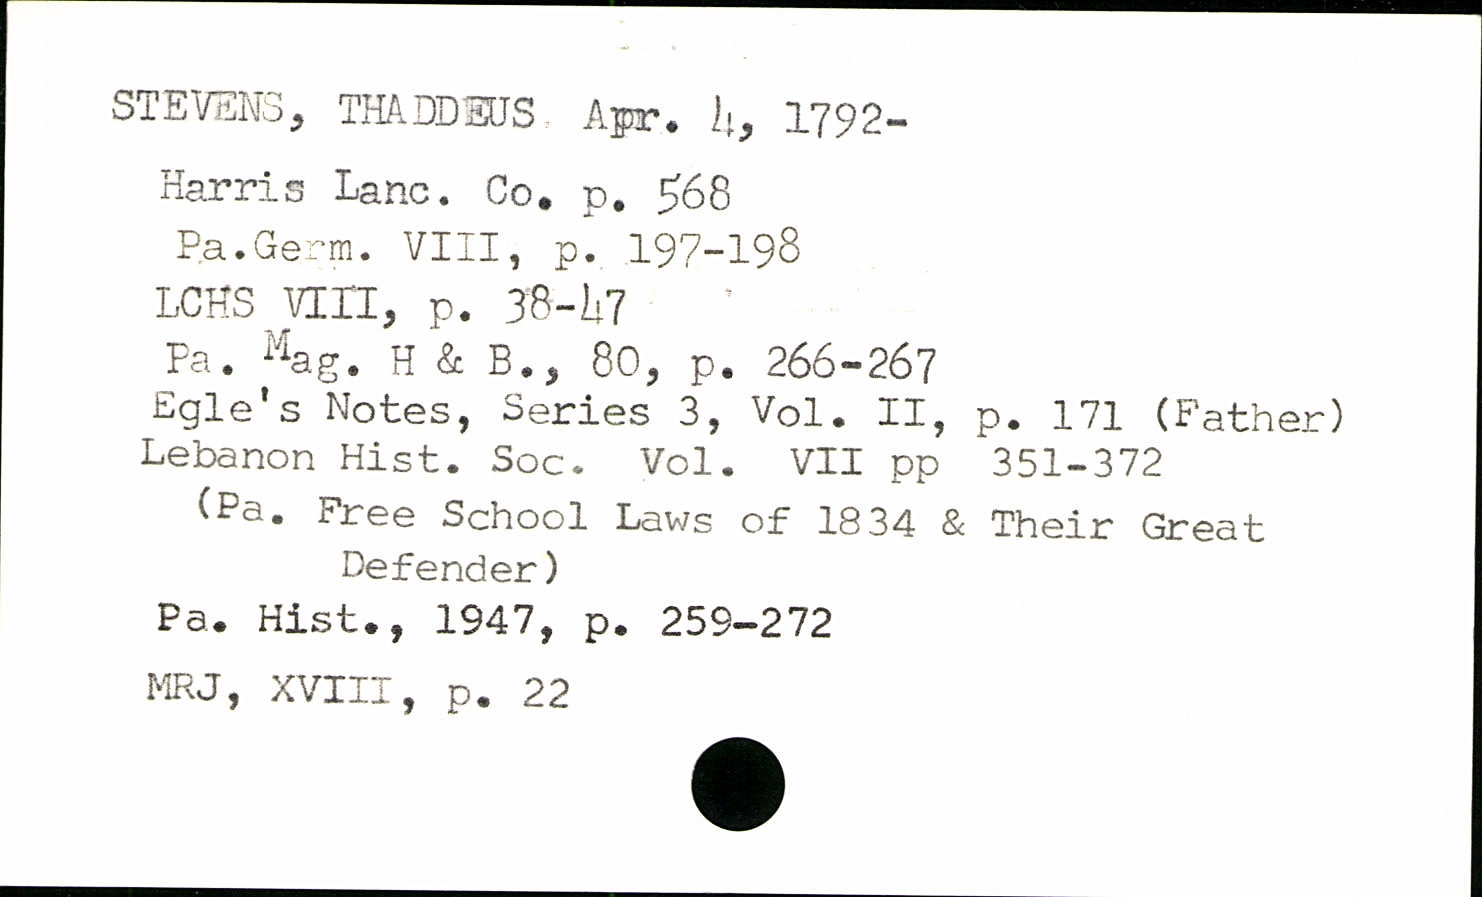 STEVENS, THADDEUS. Apr. 4, 1792-
Harris Lanc. Co. p. 568
Pa.Germ. VIII, p. 197-198
LCHS VIII, p. 38-47
Pa. Mag. H & B., 80, p. 266-267
Egle's Notes, Series 3, Vol. II, p. 171 (Father)
Lebanon Hist. Soc. Vol. VII pp 351-372
(Pa. Free School Laws of 1834 & Their Great
Defender)
Pa. Hist., 1947, p. 259-272
MRJ, XVIII, p. 22